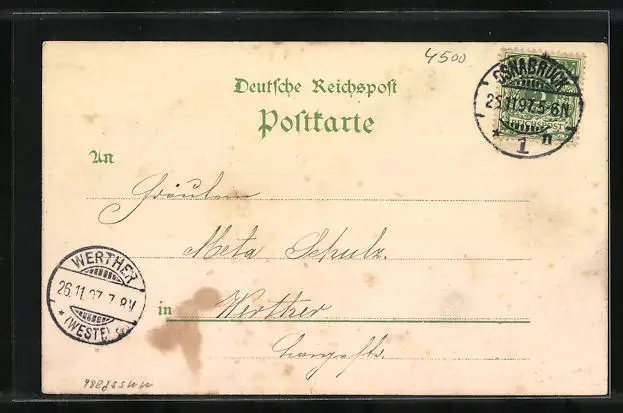 4500
Deutsche Reichspost
Postkarte
OSNABRÜCK
25.11.97.5-6N.
* 1 n
REICHSPOST
An
Fräulein
Meta Schulz.
WERTHER
26.11.97.7-8V
* (WESTF.)
in
Werther